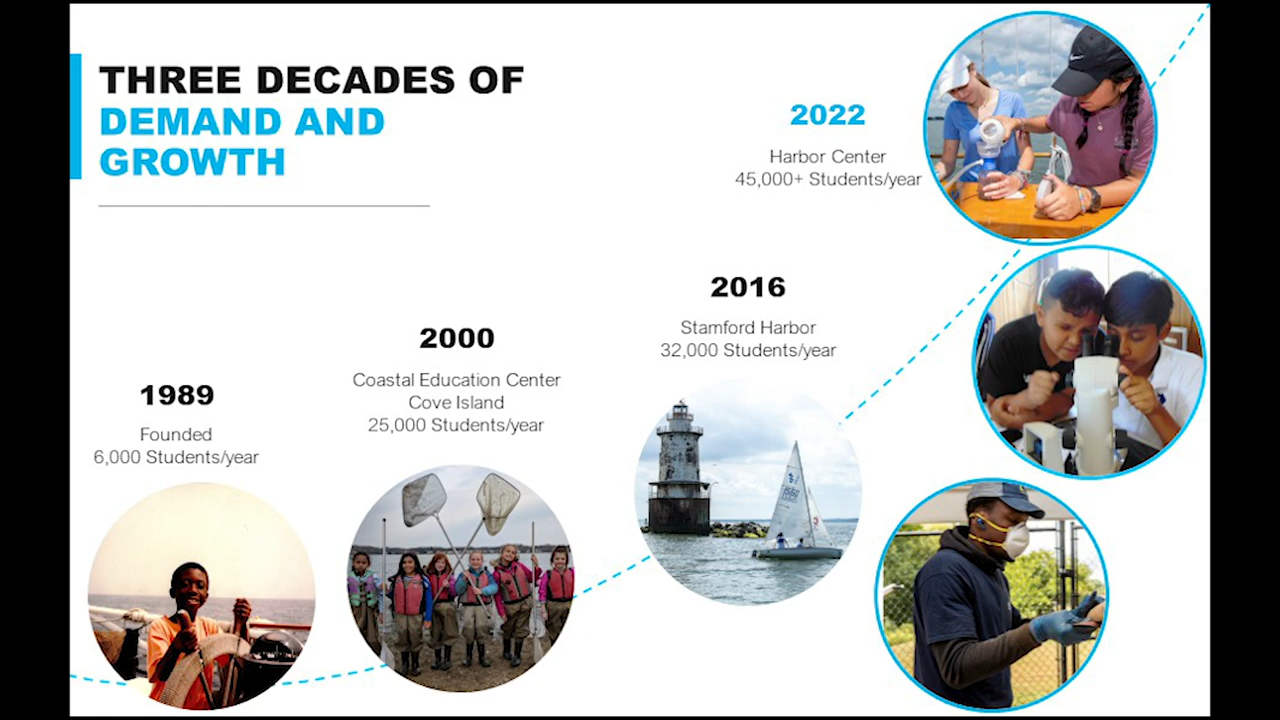 THREE DECADES OF
DEMAND AND
GROWTH
1989
Founded
6,000 Students/year
2000
Coastal Education Center
Cove Island
25,000 Students/year
2016
Stamford Harbor
32,000 Students/year
2022
Harbor Center
45,000+ Students/year